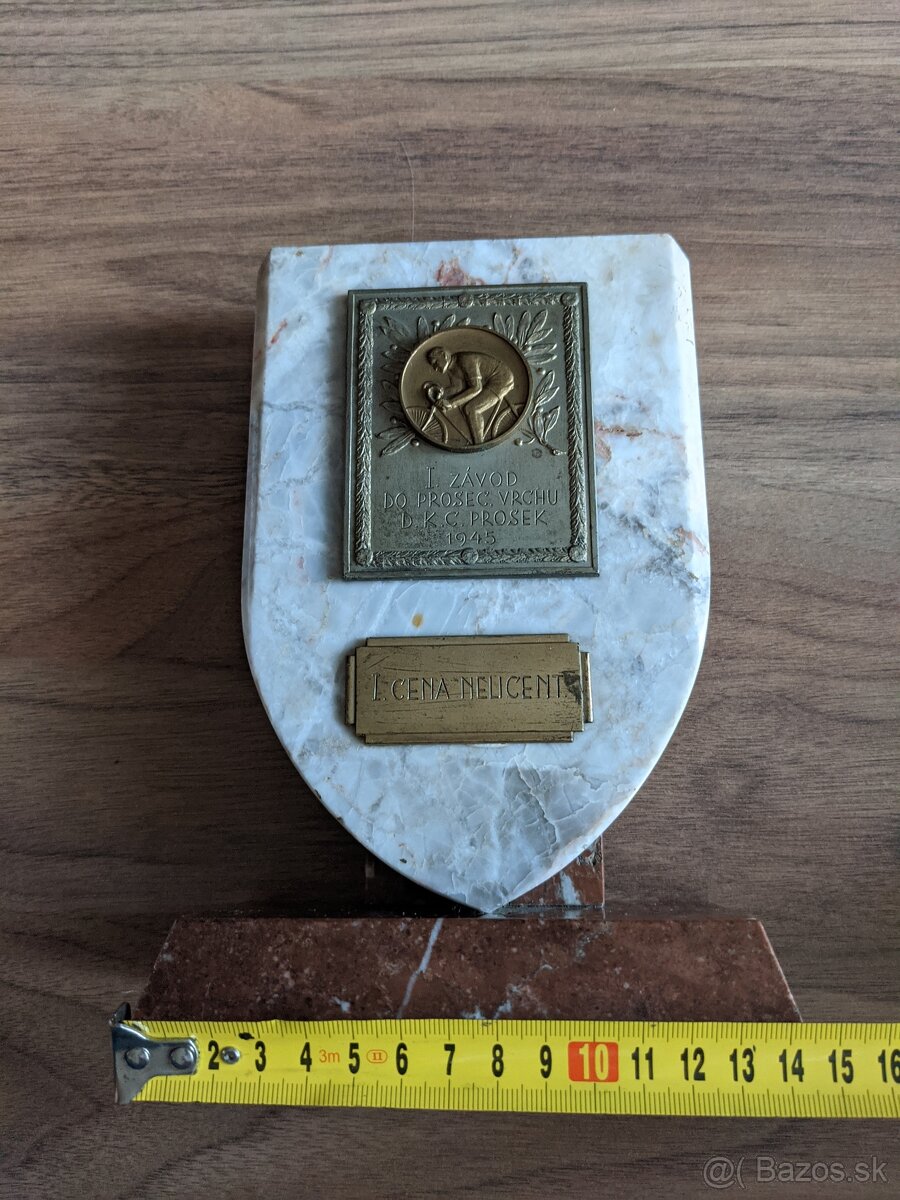 I. ZÁVOD
DO PROSEC. VRCHU
D. K. C. PROSEK
1945
I. CENA NELICENT.
2 3 4 3m 5 II 6 7 8 9 10 11 12 13 14 15 16
@( Bazos.sk